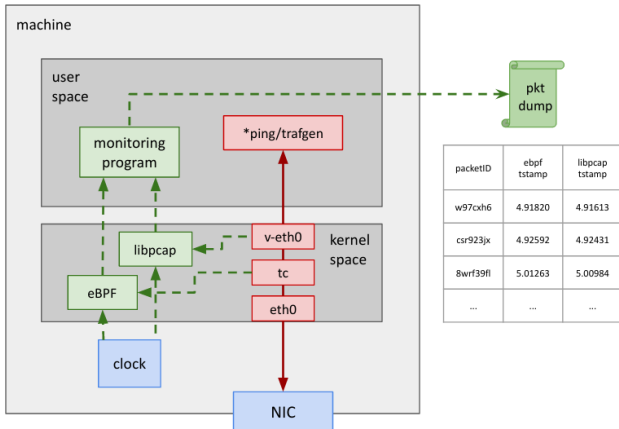 machine
user
space
monitoring
program
*ping/trafgen
pkt
dump
kernel
space
v-eth0
libpcap
tc
eBPF
eth0
clock
NIC
packetID ebpf tstamp libpcap tstamp
w97cxh6 4.91820 4.91613
csr923jx 4.92592 4.92431
8wrf39fl 5.01263 5.00984
... ... ...